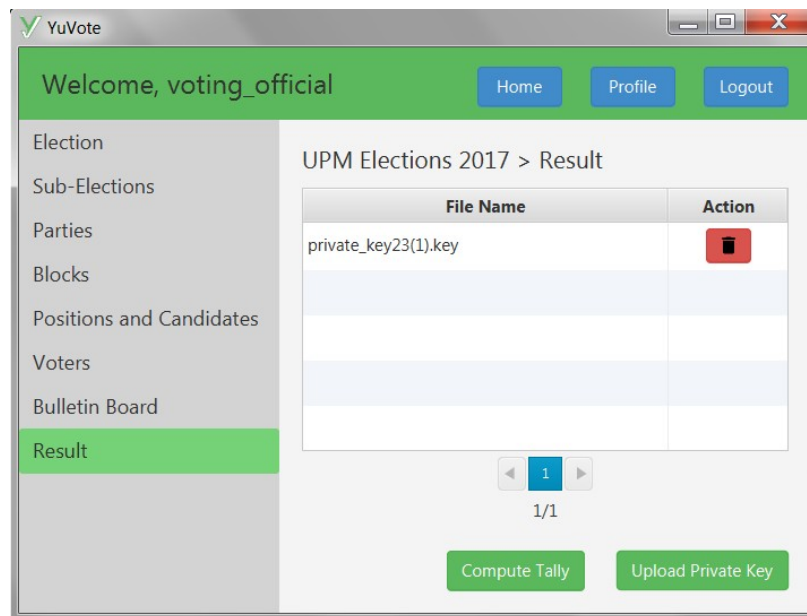 YuVote
Welcome, voting_official
Home
Profile
Logout
Election
Sub-Elections
Parties
Blocks
Positions and Candidates
Voters
Bulletin Board
Result
UPM Elections 2017 > Result
File Name Action
private_key23(1).key
1
1/1
Compute Tally
Upload Private Key